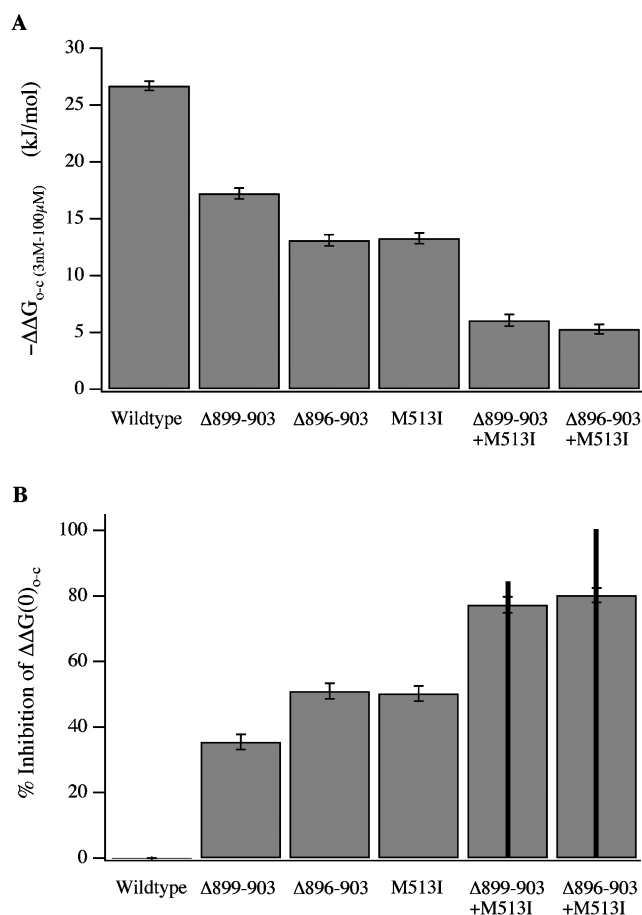 A
30
25
20
15
10
5
0
−ΔΔG o-c (3nM-100µM) (kJ/mol)
Wildtype Δ899-903 Δ896-903 M513I Δ899-903 Δ896-903
+M513I +M513I
B
100
80
60
40
20
0
% Inhibition of ΔΔG(0)o-c
Wildtype Δ899-903 Δ896-903 M513I Δ899-903 Δ896-903
+M513I +M513I